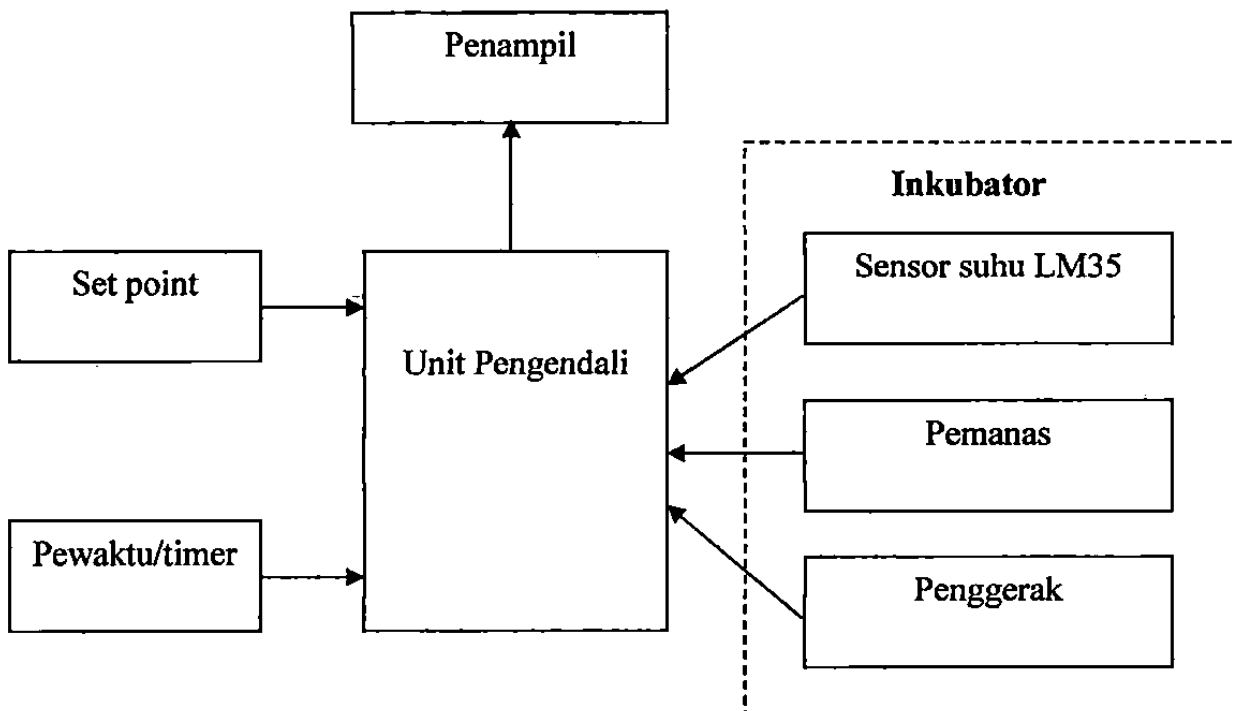 Penampil
Inkubator
Set point
Unit Pengendali
Sensor suhu LM35
Pemanas
Pewaktu/timer
Penggerak